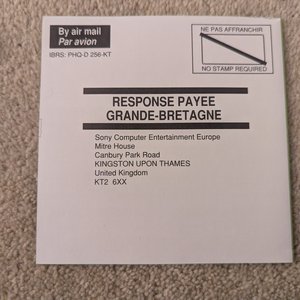 By air mail
Par avion
IBRS: PHQ-D 256-KT
NE PAS AFFRANCHIR
NO STAMP REQUIRED
RESPONSE PAYEE
GRANDE-BRETAGNE
Sony Computer Entertainment Europe
Mitre House
Canbury Park Road
KINGSTON UPON THAMES
United Kingdom
KT2 6XX